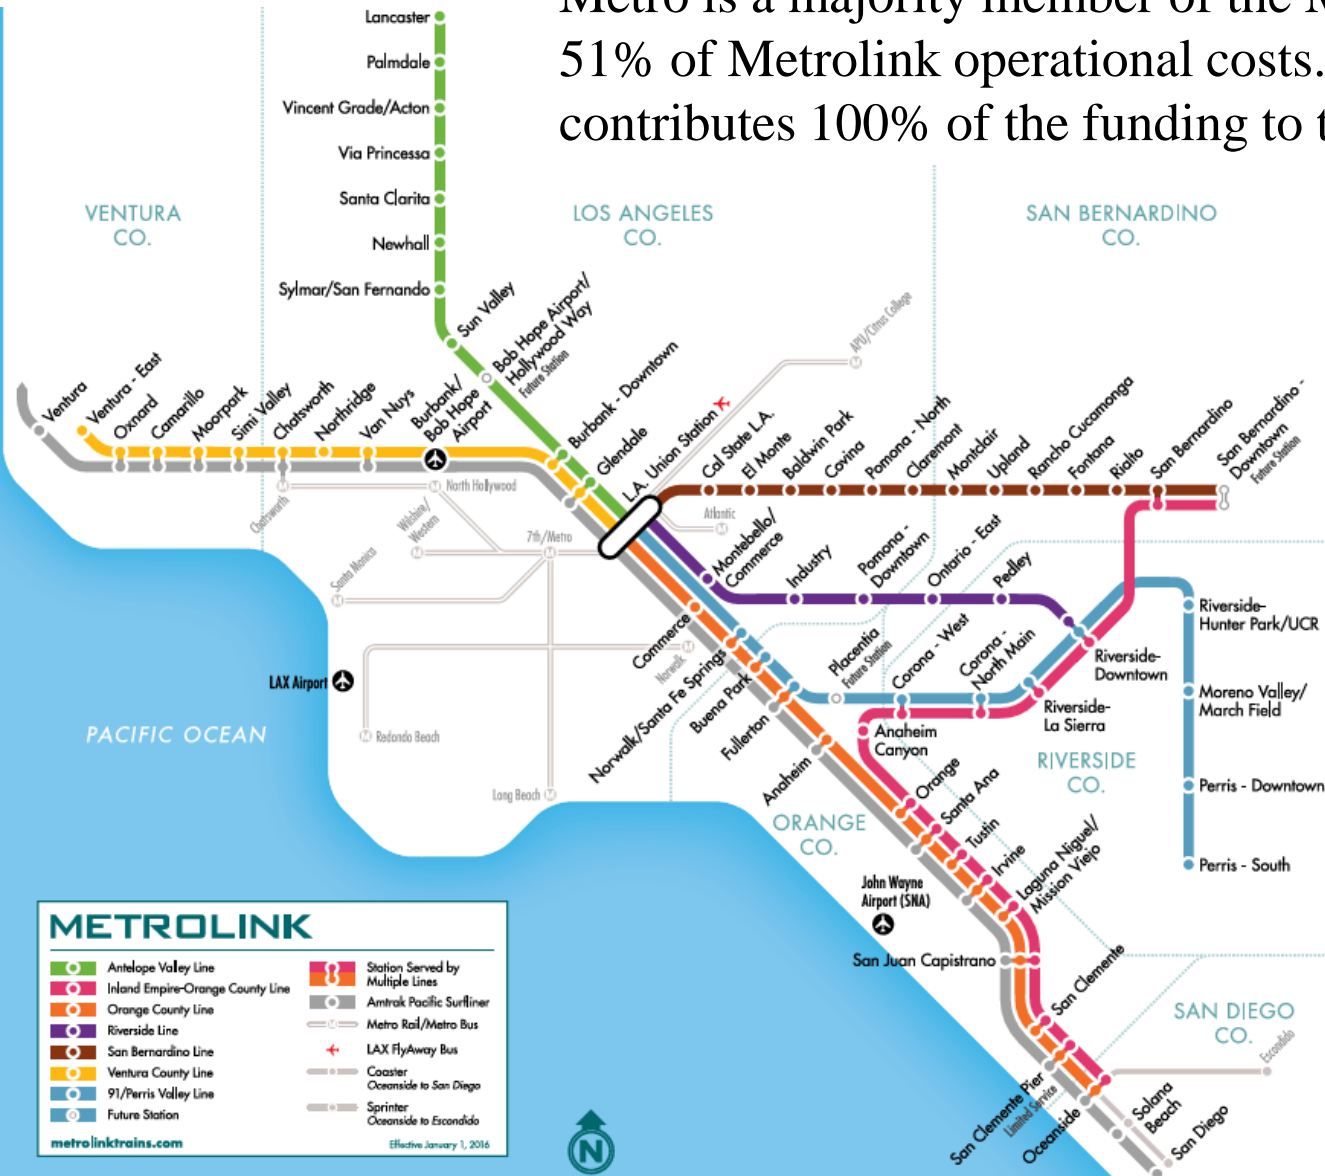 Metro is a majority member of the M
51% of Metrolink operational costs.
contributes 100% of the funding to t
Lancaster
Palmdale
Vincent Grade/Acton
Via Princessa
Santa Clarita
Newhall
Sylmar/San Fernando
VENTURA
CO.
LOS ANGELES
CO.
SAN BERNARDINO
CO.
Sun Valley
Bob Hope Airport/
Hollywood Way
Future Station
Burbank - Downtown
Glendale
L.A. Union Station
APU/Citrus College
Ventura
Ventura - East
Oxnard
Camarillo
Moorpark
Simi Valley
Chatsworth
Northridge
Van Nuys
Burbank/
Bob Hope
Airport
Cal State L.A.
El Monte
Baldwin Park
Covina
Pomona - North
Claremont
Montclair
Upland
Rancho Cucamonga
Fontana
Rialto
San Bernardino
San Bernardino -
Downtown
Future Station
Chatsworth
North Hollywood
Wilshire/
Western
7th/Metro
Atlantic
Santa Monica
Montebello/
Commerce
Industry
Pomona -
Downtown
Ontario - East
Pedley
Commerce
Norwalk
Norwalk/Santa Fe Springs
Buena Park
Fullerton
Anaheim
Placentia
Future Station
Corona - West
Corona -
North Main
Riverside-
Hunter Park/UCR
Riverside-
Downtown
Riverside-
La Sierra
Moreno Valley/
March Field
Perris - Downtown
Perris - South
LAX Airport
PACIFIC OCEAN
Redondo Beach
Long Beach
M
M
M
M
M
M
M
M
M
M
Anaheim
Canyon
RIVERSIDE
CO.
ORANGE
CO.
Orange
Santa Ana
Tustin
Irvine
Laguna Niguel/
Mission Viejo
John Wayne
Airport (SNA)
San Juan Capistrano
San Clemente
SAN DIEGO
CO.
Escondido
San Clemente Pier
Limited Service
Oceanside
Solana
Beach
San Diego
METROLINK
Antelope Valley Line
Inland Empire-Orange County Line
Orange County Line
Riverside Line
San Bernardino Line
Ventura County Line
91/Perris Valley Line
Future Station
Station Served by
Multiple Lines
Amtrak Pacific Surfliner
M
Metro Rail/Metro Bus
LAX FlyAway Bus
Coaster
Oceanside to San Diego
Sprinter
Oceanside to Escondido
metrolinktrains.com
Effective January 1, 2016
N